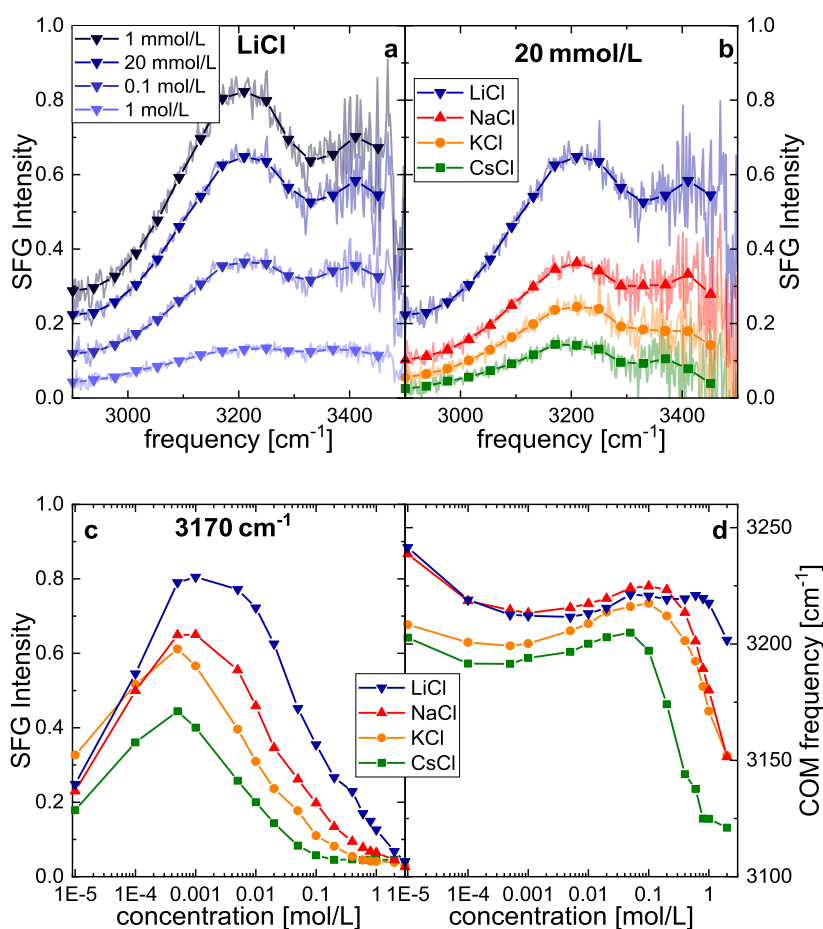 1.0
0.8
0.6
0.4
0.2
0.0
SFG Intensity
1 mmol/L
20 mmol/L
0.1 mol/L
1 mol/L
LiCl
a
3000
3200
3400
frequency [cm⁻¹]
20 mmol/L
b
LiCl
NaCl
KCl
CsCl
1.0
0.8
0.6
0.4
0.2
0.0
SFG Intensity
3000
3200
3400
frequency [cm⁻¹]
1.0
0.8
0.6
0.4
0.2
0.0
SFG Intensity
c
3170 cm⁻¹
1E-5
1E-4
0.001
0.01
0.1
1
concentration [mol/L]
LiCl
NaCl
KCl
CsCl
d
3250
3200
3150
3100
COM frequency [cm⁻¹]
1E-5
1E-4
0.001
0.01
0.1
1
concentration [mol/L]